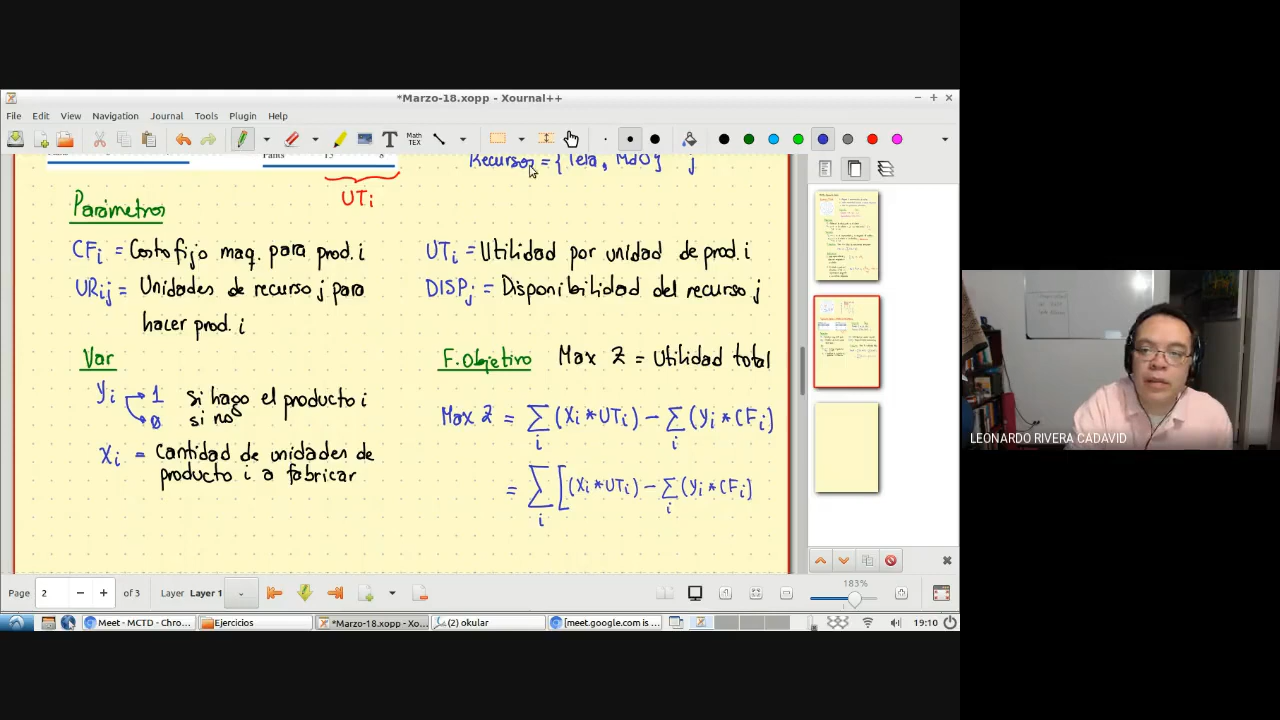 *Marzo-18.xopp - Xournal++
File Edit View Navigation Journal Tools Plugin Help
Pants 15 8
Recursos = {Tela, MdO} j
UTi
Parámetros
CFi = Costo fijo maq. para prod. i
UTi = Utilidad por unidad de prod. i
URij = Unidades de recurso j para
hacer prod. i
DISPj = Disponibilidad del recurso j
Var
F. Objetivo Max Z = Utilidad total
yi 1 si hago el producto i
0 si no
Max Z = ∑i (Xi * UTi) − ∑i (yi * CFi)
xi = cantidad de unidades de
producto i a fabricar
= ∑i [(Xi * UTi) − ∑i (yi * CFi]
LEONARDO RIVERA CADAVID
Page 2 of 3 Layer Layer 1
183%
Meet - MCTD - Chro... Ejercicios *Marzo-18.xopp - Xo... (2) okular [meet.google.com is ... 19:10